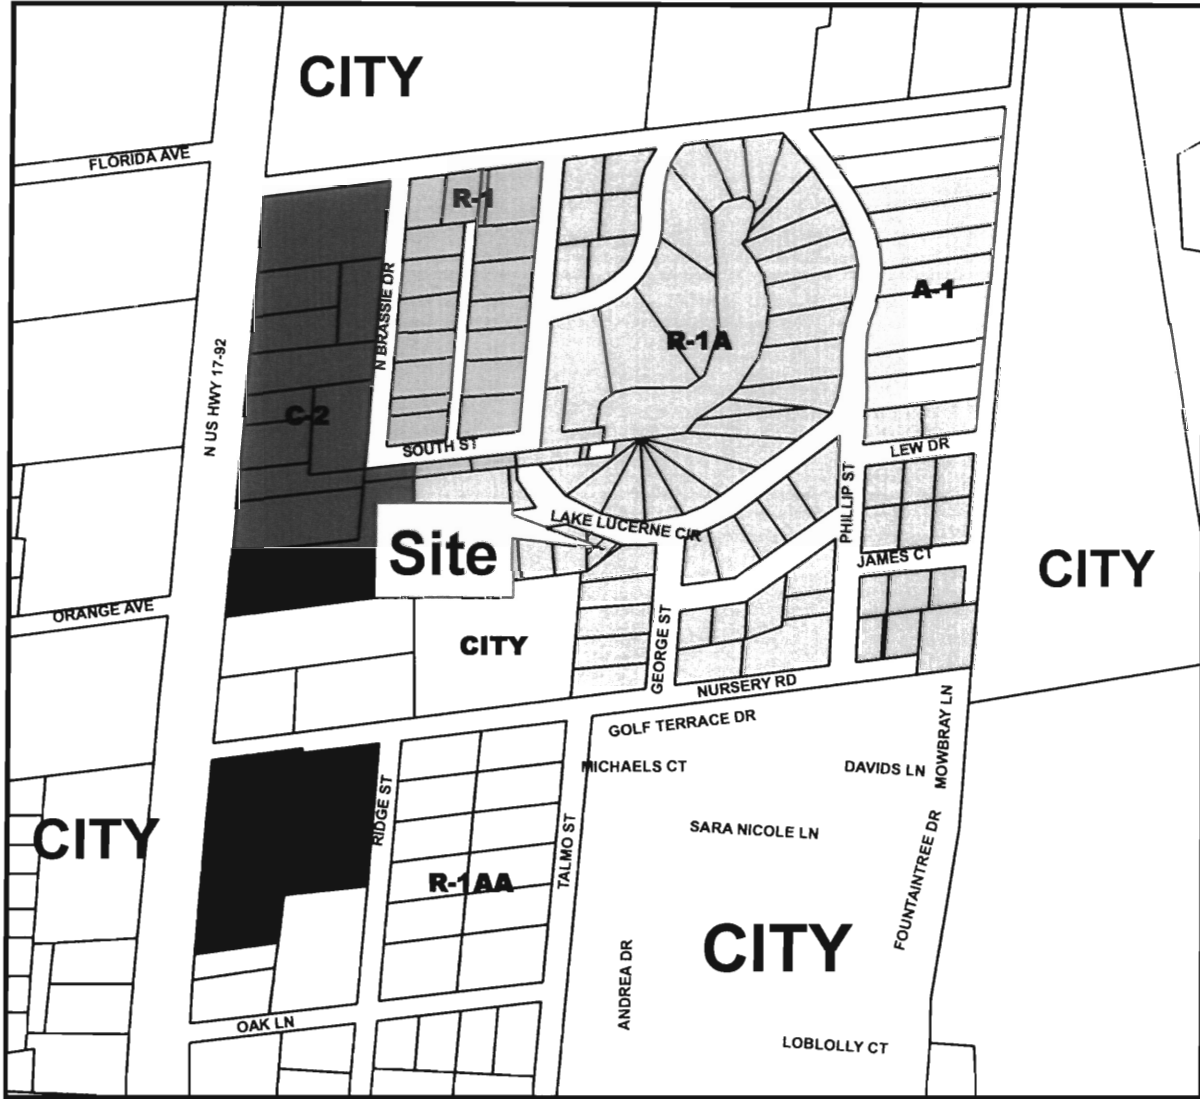 CITY
FLORIDA AVE
R-1
N BRASSIE DR
A-1
R-1A
N US HWY 17-92
C-2
SOUTH ST
LEW DR
PHILLIP ST
LAKE LUCERNE CIR
Site
JAMES CT
CITY
ORANGE AVE
CITY
GEORGE ST
NURSERY RD
MOWBRAY LN
GOLF TERRACE DR
MICHAELS CT
DAVIDS LN
RIDGE ST
CITY
SARA NICOLE LN
TALMO ST
FOUNTAINTREE DR
R-1AA
CITY
ANDREA DR
OAK LN
LOBLOLLY CT